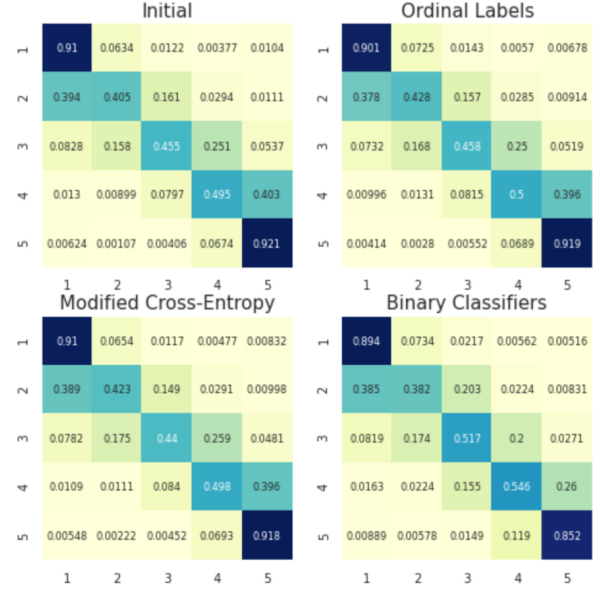 Initial
1 0.91 0.0634 0.0122 0.00377 0.0104
2 0.394 0.405 0.161 0.0294 0.0111
3 0.0828 0.158 0.455 0.251 0.0537
4 0.013 0.00899 0.0797 0.495 0.403
5 0.00624 0.00107 0.00406 0.0674 0.921
1 2 3 4 5
Ordinal Labels
1 0.901 0.0725 0.0143 0.0057 0.00678
2 0.378 0.428 0.157 0.0285 0.00914
3 0.0732 0.168 0.458 0.25 0.0519
4 0.00996 0.0131 0.0815 0.5 0.396
5 0.00414 0.0028 0.00552 0.0689 0.919
1 2 3 4 5
Modified Cross-Entropy
1 0.91 0.0654 0.0117 0.00477 0.00832
2 0.389 0.423 0.149 0.0291 0.00998
3 0.0782 0.175 0.44 0.259 0.0481
4 0.0109 0.0111 0.084 0.498 0.396
5 0.00548 0.00222 0.00452 0.0693 0.918
1 2 3 4 5
Binary Classifiers
1 0.894 0.0734 0.0217 0.00562 0.00516
2 0.385 0.382 0.203 0.0224 0.00831
3 0.0819 0.174 0.517 0.2 0.0271
4 0.0163 0.0224 0.155 0.546 0.26
5 0.00889 0.00578 0.0149 0.119 0.852
1 2 3 4 5